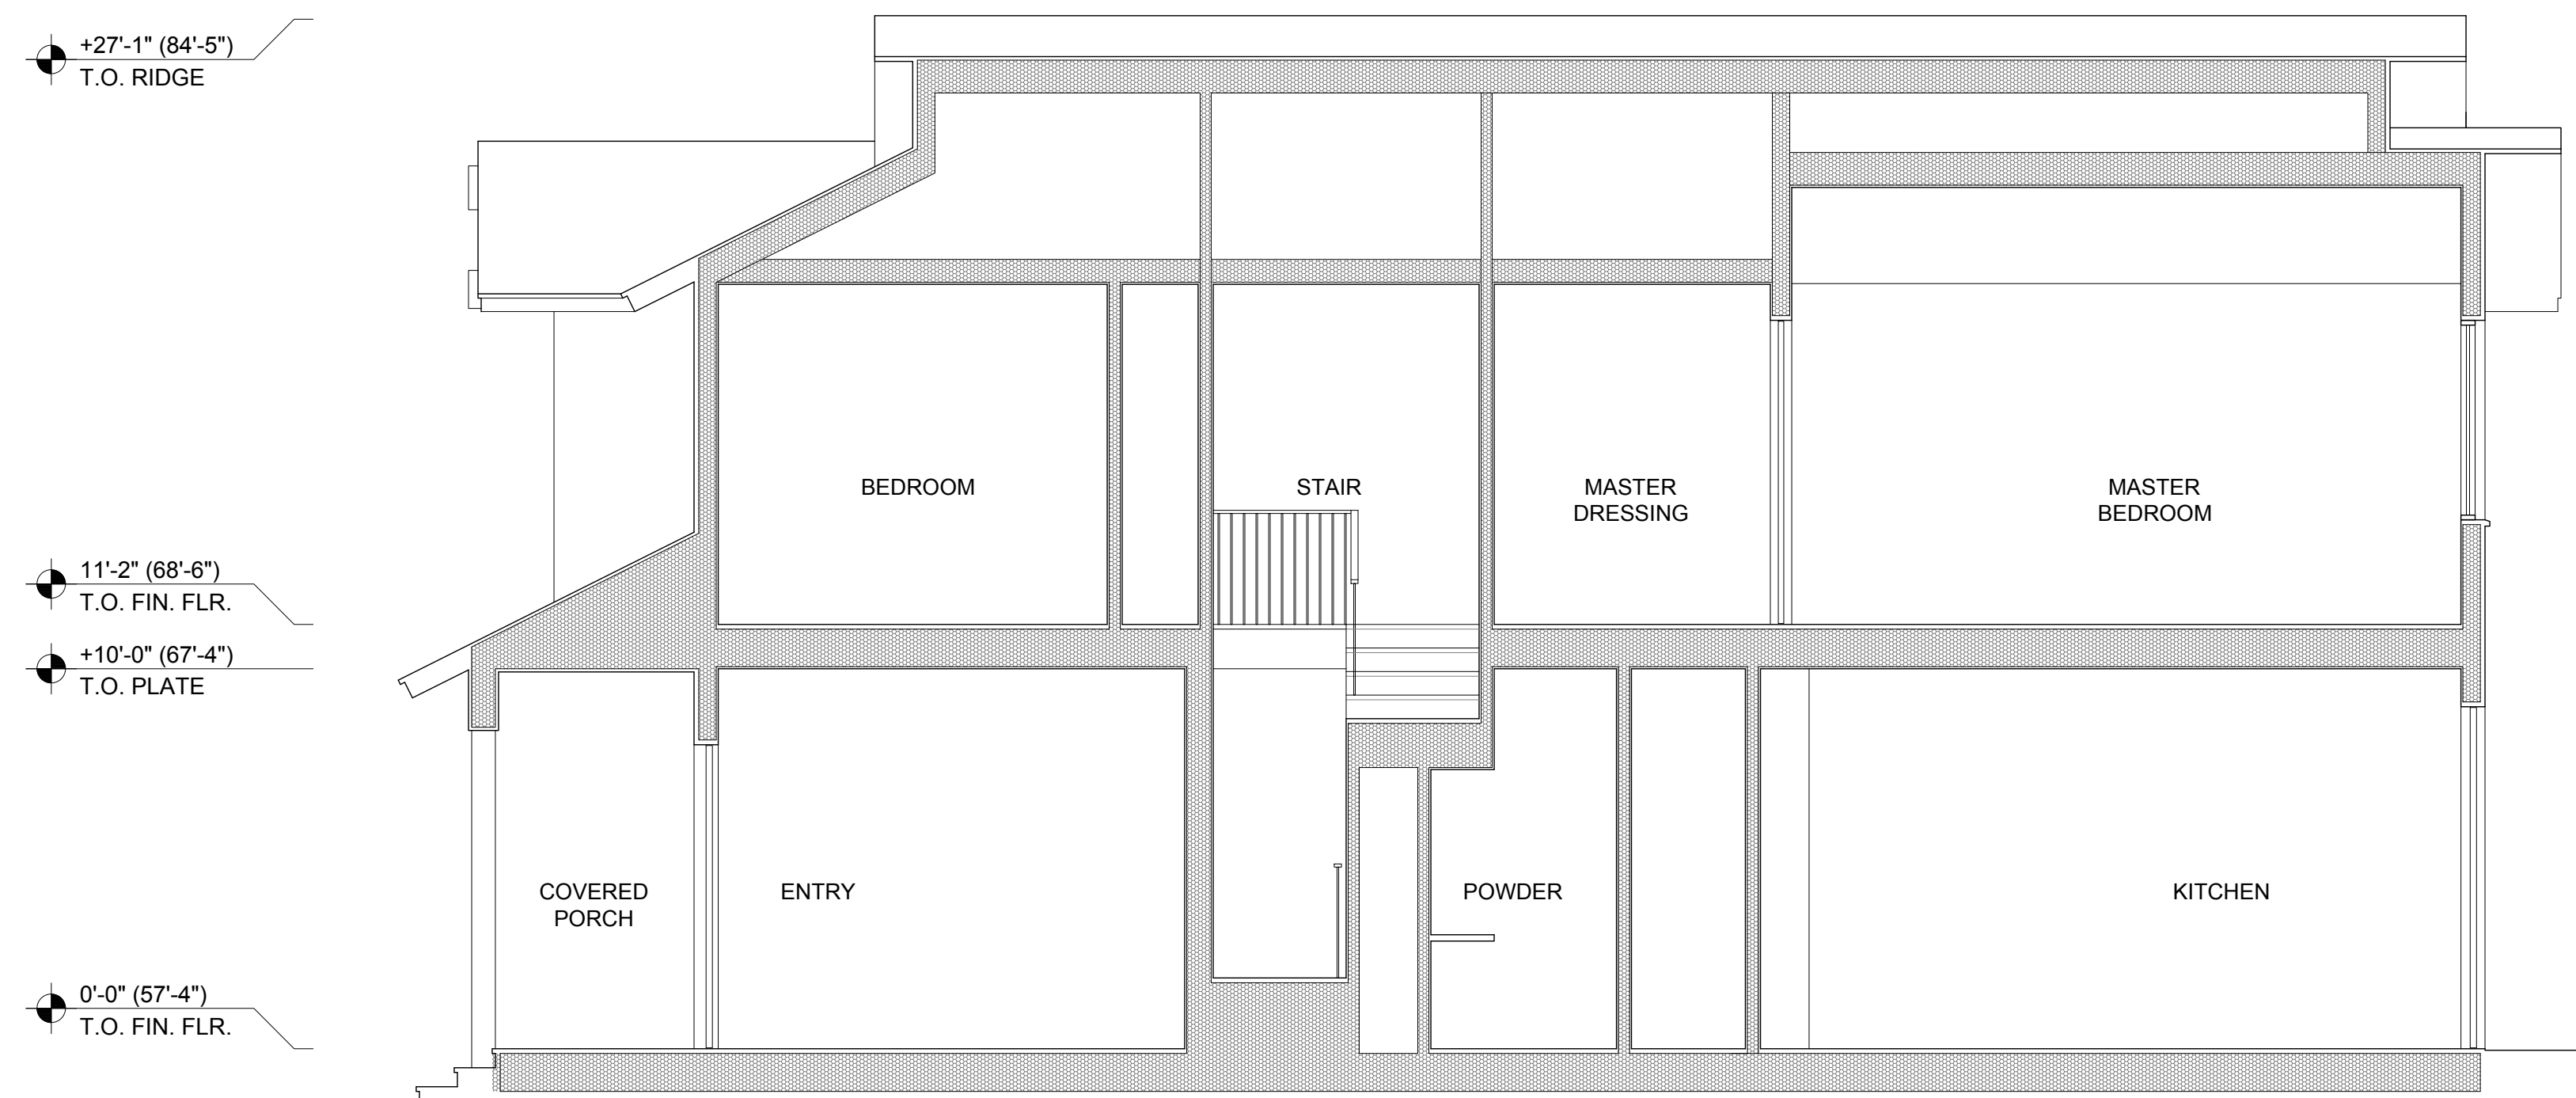 +27'-1" (84'-5")
T.O. RIDGE
BEDROOM
STAIR
MASTER
DRESSING
MASTER
BEDROOM
11'-2" (68'-6")
T.O. FIN. FLR.
+10'-0" (67'-4")
T.O. PLATE
COVERED
PORCH
ENTRY
POWDER
KITCHEN
0'-0" (57'-4")
T.O. FIN. FLR.